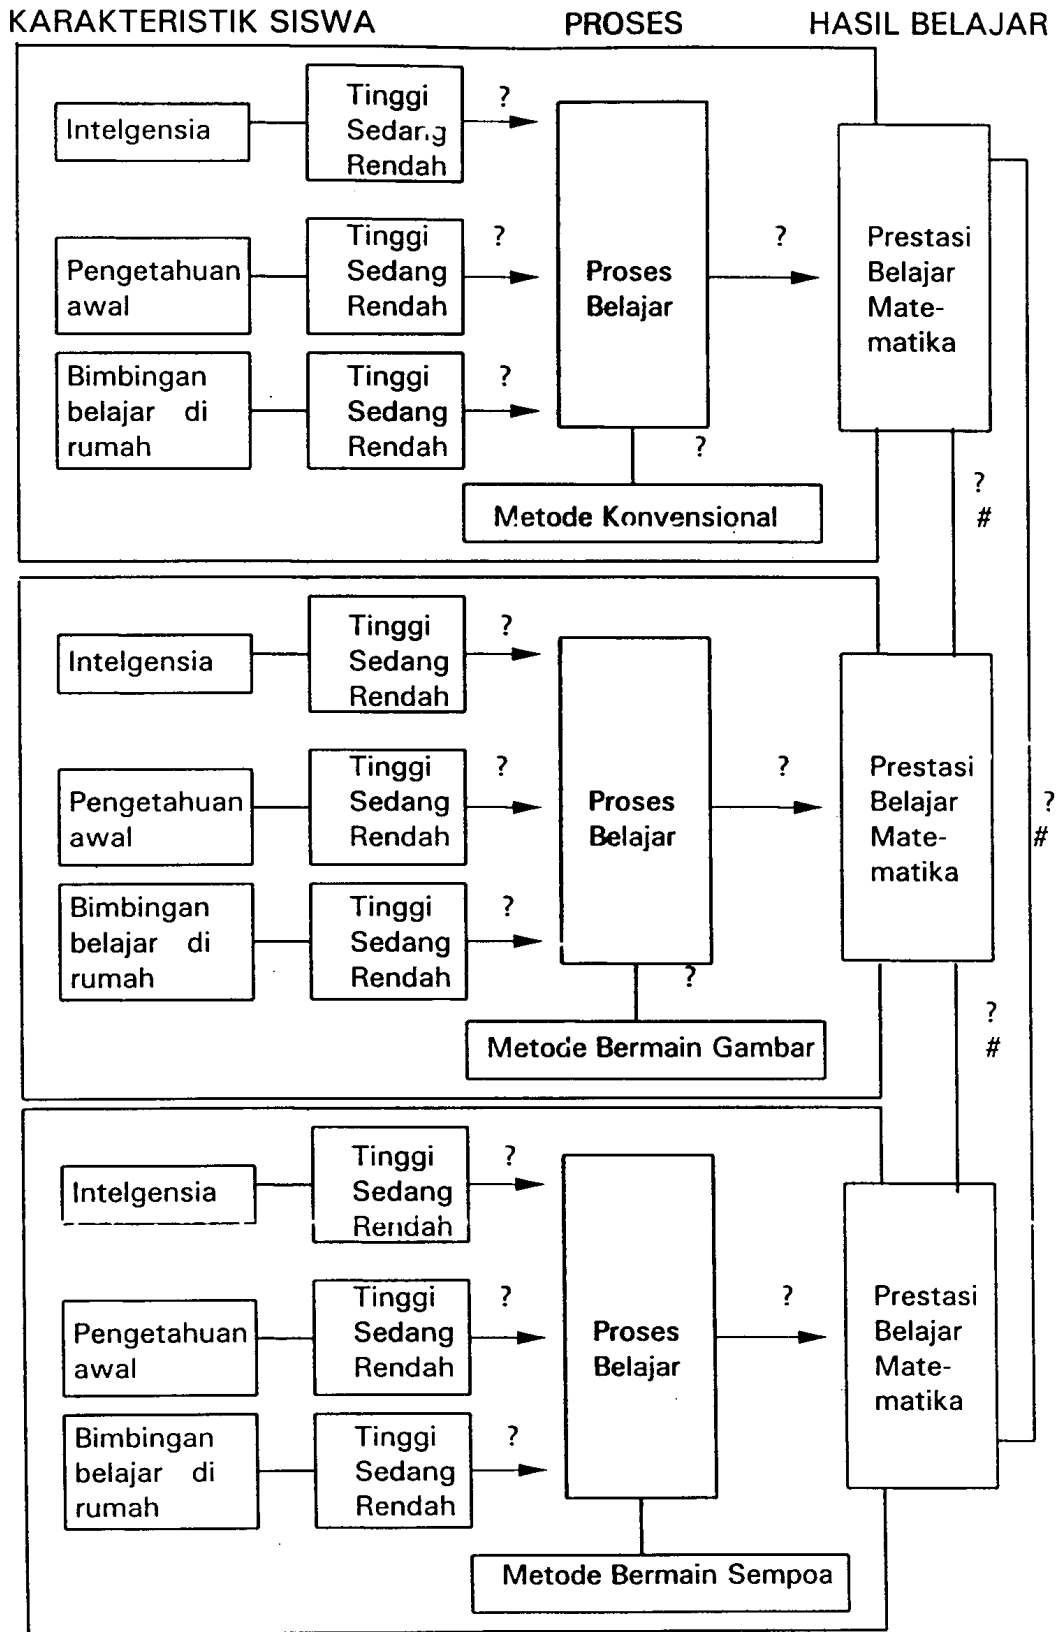 KARAKTERISTIK SISWA PROSES HASIL BELAJAR
Intelgensia
Tinggi
Sedang
Rendah
?
Pengetahuan
awal
Tinggi
Sedang
Rendah
?
Bimbingan
belajar di
rumah
Tinggi
Sedang
Rendah
?
Proses
Belajar
?
?
Metode Konvensional
Prestasi
Belajar
Mate-
matika
?
#
Intelgensia
Tinggi
Sedang
Rendah
?
Pengetahuan
awal
Tinggi
Sedang
Rendah
?
Bimbingan
belajar di
rumah
Tinggi
Sedang
Rendah
?
Proses
Belajar
?
?
Metode Bermain Gambar
Prestasi
Belajar
Mate-
matika
?
#
?
#
Intelgensia
Tinggi
Sedang
Rendah
?
Pengetahuan
awal
Tinggi
Sedang
Rendah
?
Bimbingan
belajar di
rumah
Tinggi
Sedang
Rendah
?
Proses
Belajar
?
Metode Bermain Sempoa
Prestasi
Belajar
Mate-
matika